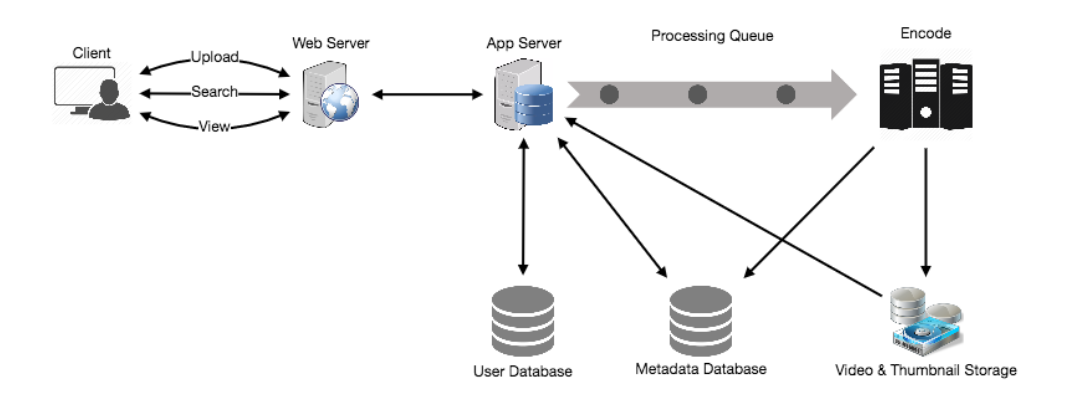 Client
Upload
Search
View
Web Server
App Server
Processing Queue
Encode
User Database
Metadata Database
Video & Thumbnail Storage